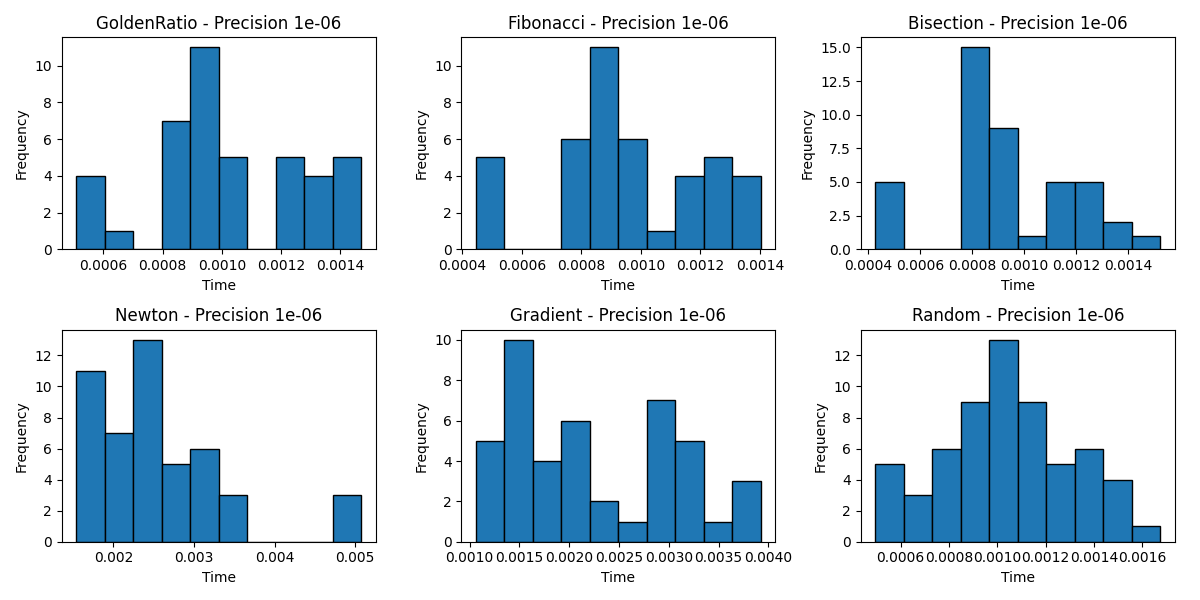 GoldenRatio - Precision 1e-06
Frequency
10
8
6
4
2
0
0.0006 0.0008 0.0010 0.0012 0.0014
Time
Fibonacci - Precision 1e-06
Frequency
10
8
6
4
2
0
0.0004 0.0006 0.0008 0.0010 0.0012 0.0014
Time
Bisection - Precision 1e-06
Frequency
15.0
12.5
10.0
7.5
5.0
2.5
0.0
0.0004 0.0006 0.0008 0.0010 0.0012 0.0014
Time
Newton - Precision 1e-06
Frequency
12
10
8
6
4
2
0
0.002 0.003 0.004 0.005
Time
Gradient - Precision 1e-06
Frequency
10
8
6
4
2
0
0.0010 0.0015 0.0020 0.0025 0.0030 0.0035 0.0040
Time
Random - Precision 1e-06
Frequency
12
10
8
6
4
2
0
0.0006 0.0008 0.0010 0.0012 0.0014 0.0016
Time